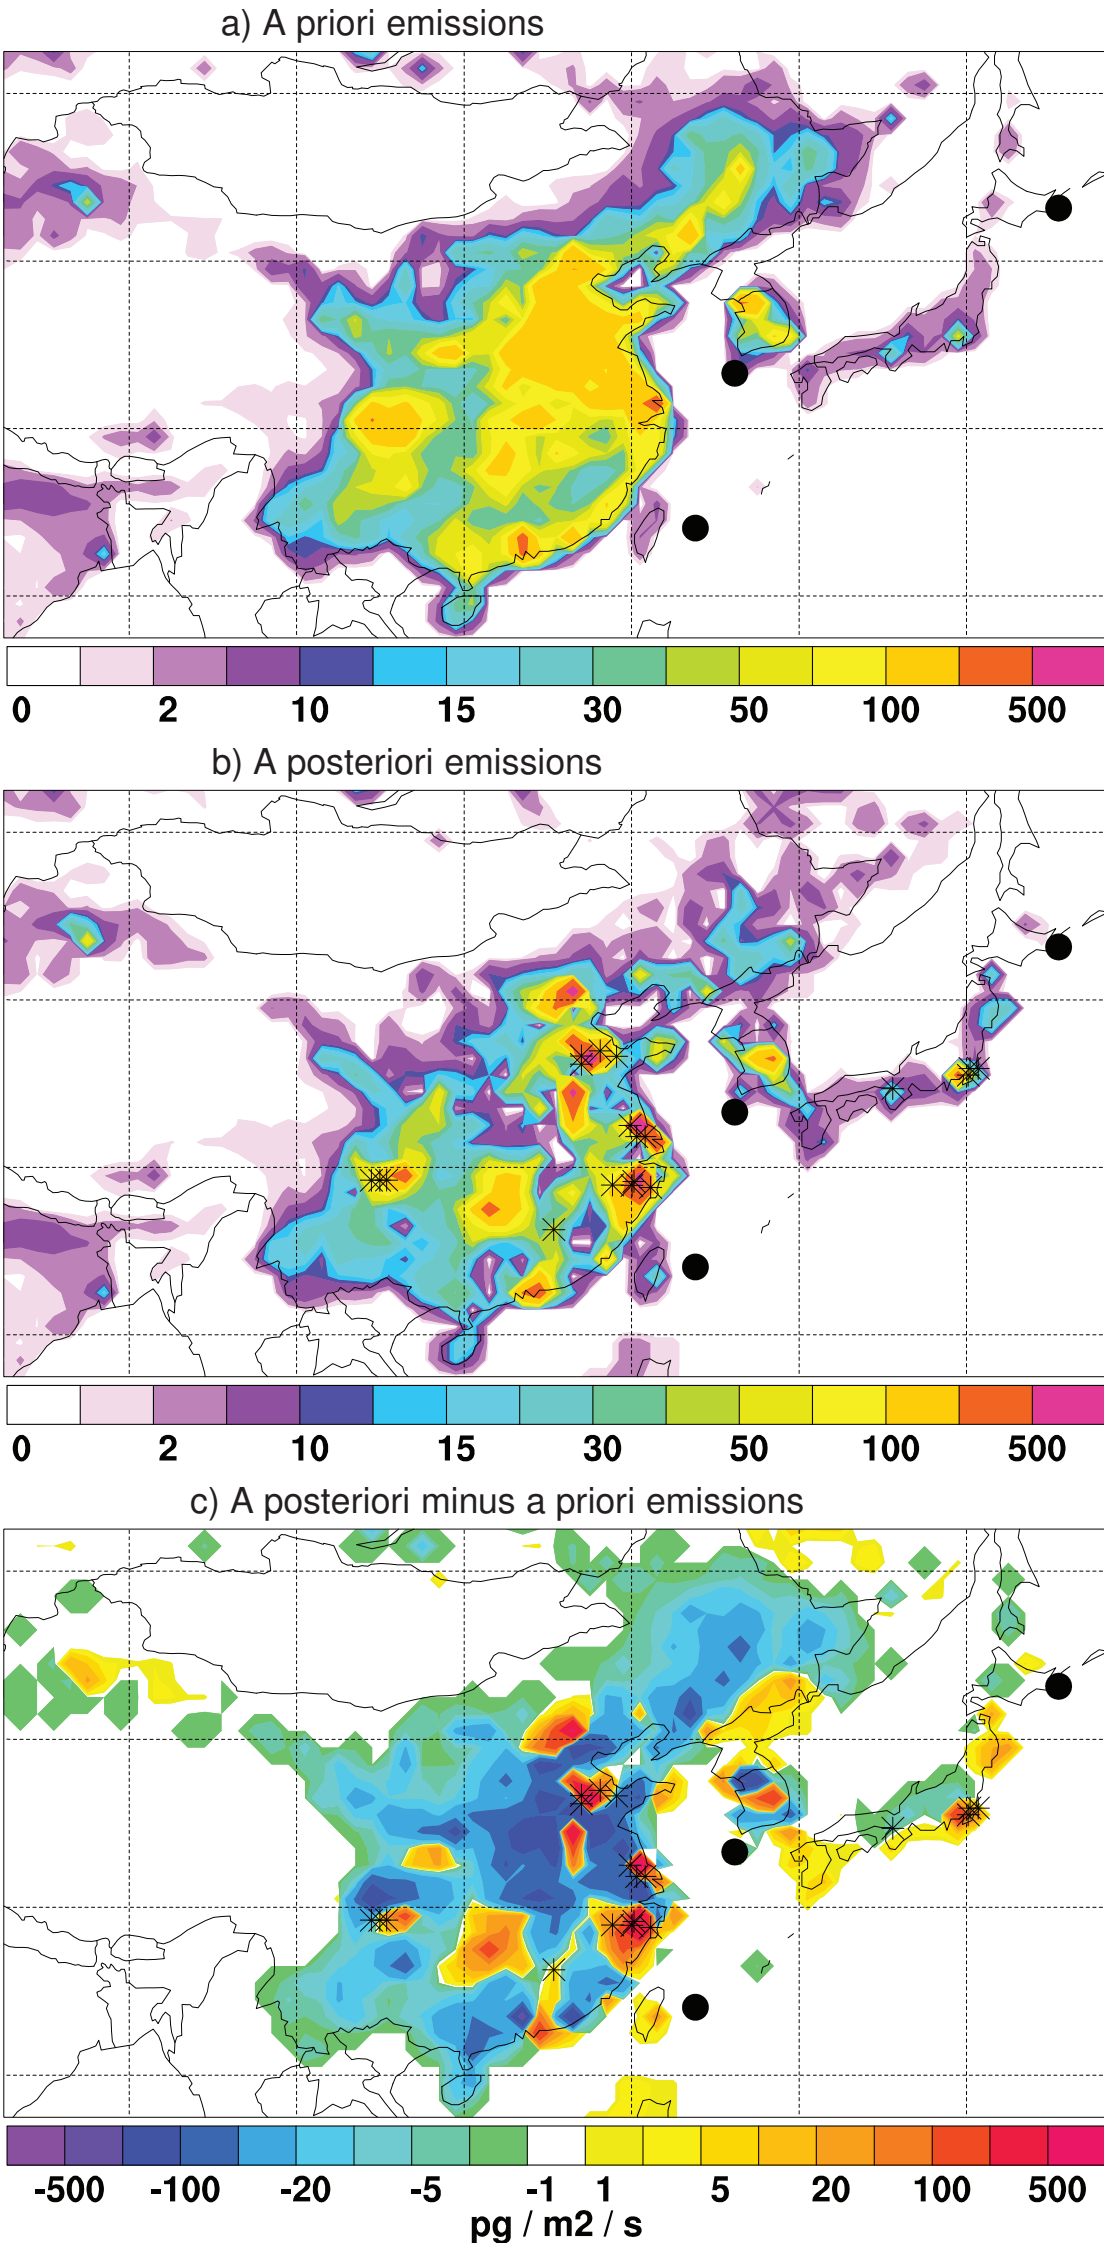 a) A priori emissions
0 2 10 15 30 50 100 500
b) A posteriori emissions
0 2 10 15 30 50 100 500
c) A posteriori minus a priori emissions
-500 -100 -20 -5 -1 1 5 20 100 500
pg / m2 / s